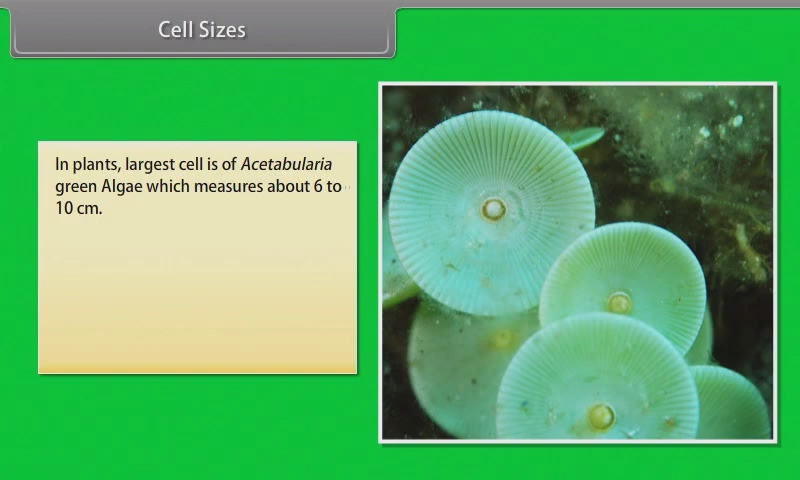 Cell Sizes
In plants, largest cell is of Acetabularia
green Algae which measures about 6 to
10 cm.